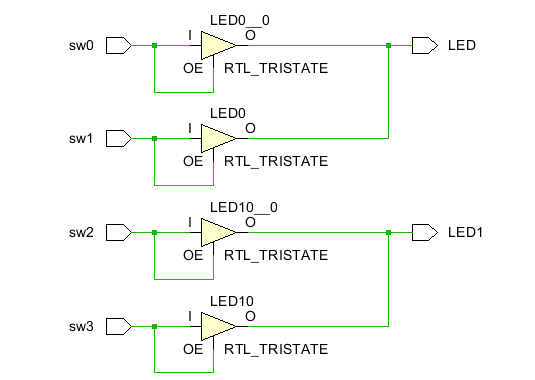 LED0__0
sw0 I O LED
OE RTL_TRISTATE
LED0
sw1 I O
OE RTL_TRISTATE
LED10__0
sw2 I O LED1
OE RTL_TRISTATE
LED10
sw3 I O
OE RTL_TRISTATE